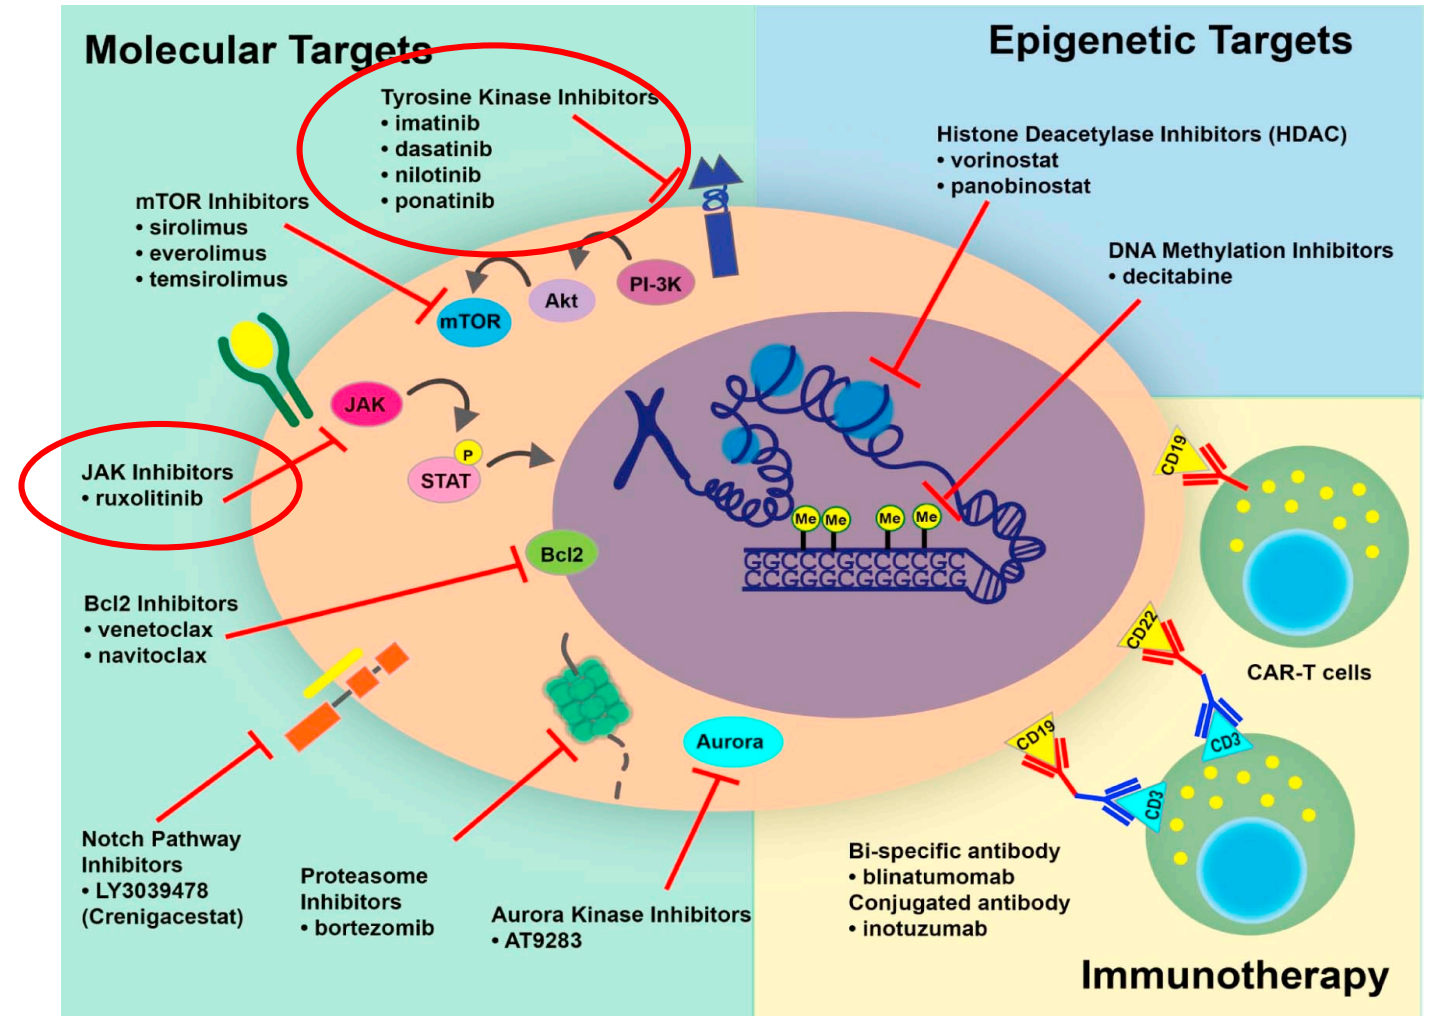 Molecular Targets
Epigenetic Targets
Tyrosine Kinase Inhibitors
• imatinib
• dasatinib
• nilotinib
• ponatinib
Histone Deacetylase Inhibitors (HDAC)
• vorinostat
• panobinostat
mTOR Inhibitors
• sirolimus
• everolimus
• temsirolimus
DNA Methylation Inhibitors
• decitabine
PI-3K
Akt
mTOR
JAK
P
STAT
JAK Inhibitors
• ruxolitinib
CD19
Me Me Me Me
Bcl2
GGCCCGCCCGC
CCGGGCGGGCG
Bcl2 Inhibitors
• venetoclax
• navitoclax
CD22
CAR-T cells
CD19
CD3
CD3
Aurora
Notch Pathway
Inhibitors
• LY3039478
(Crenigacestat)
Proteasome
Inhibitors
• bortezomib
Aurora Kinase Inhibitors
• AT9283
Bi-specific antibody
• blinatumomab
Conjugated antibody
• inotuzumab
Immunotherapy